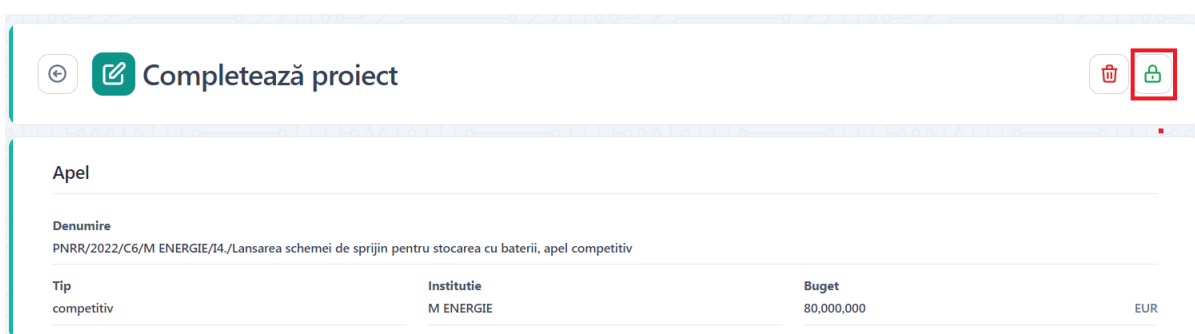 Completează proiect
Apel
Denumire
PNRR/2022/C6/M ENERGIE/I4./Lansarea schemei de sprijin pentru stocarea cu baterii, apel competitiv
Tip Institutie Buget
competitiv M ENERGIE 80,000,000 EUR